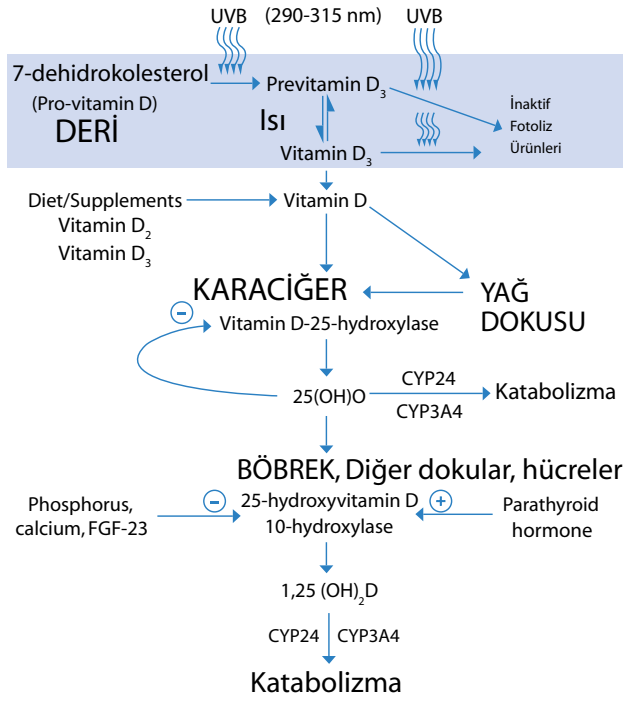 UVB (290-315 nm) UVB
7-dehidrokolesterol
(Pro-vitamin D)
DERİ
Previtamin D3
Isı
Vitamin D3
İnaktif
Fotoliz
Ürünleri
Diet/Supplements
Vitamin D2
Vitamin D3
Vitamin D
KARACİĞER
Vitamin D-25-hydroxylase
YAĞ
DOKUSU
−
25(OH)O
CYP24
CYP3A4
Katabolizma
BÖBREK, Diğer dokular, hücreler
25-hydroxyvitamin D
10-hydroxylase
Phosphorus,
calcium, FGF-23
−
+
Parathyroid
hormone
1,25 (OH)2D
CYP24 CYP3A4
Katabolizma